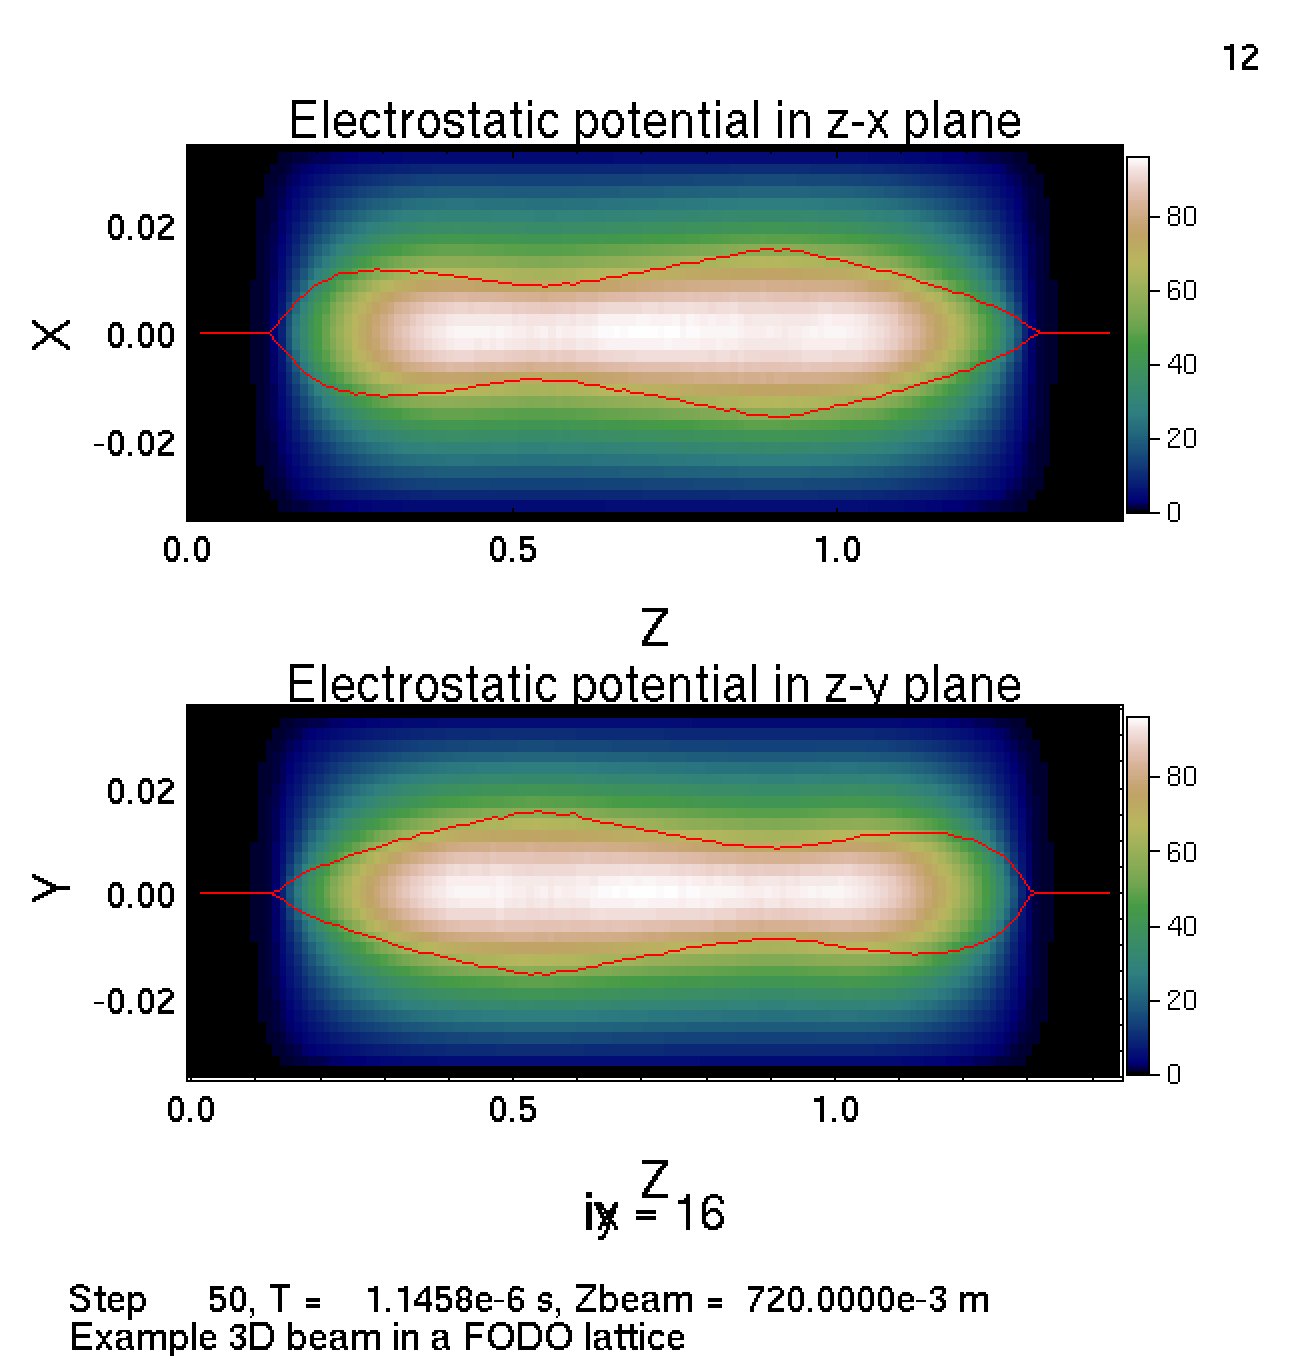 12
Electrostatic potential in z-x plane
X
0.02
0.00
-0.02
80
60
40
20
0
0.0 0.5 1.0
Z
Electrostatic potential in z-y plane
Y
0.02
0.00
-0.02
80
60
40
20
0
0.0 0.5 1.0
Z
= 16
Step 50, T = 1.1458e-6 s, Zbeam = 720.0000e-3 m
Example 3D beam in a FODO lattice